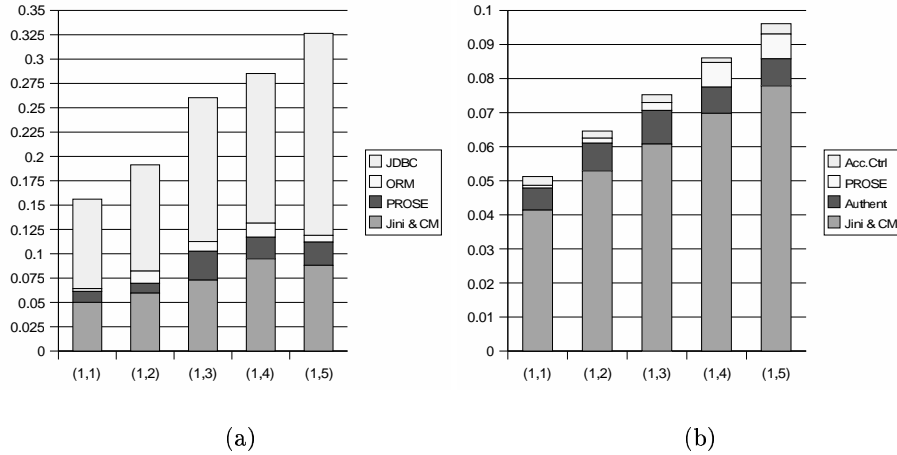 0.35
0.325
0.3
0.275
0.25
0.225
0.2
0.175
0.15
0.125
0.1
0.075
0.05
0.025
0
(1,1) (1,2) (1,3) (1,4) (1,5)
JDBC
ORM
PROSE
Jini & CM
(a)
0.1
0.09
0.08
0.07
0.06
0.05
0.04
0.03
0.02
0.01
0
(1,1) (1,2) (1,3) (1,4) (1,5)
Acc.Ctrl
PROSE
Authent
Jini & CM
(b)